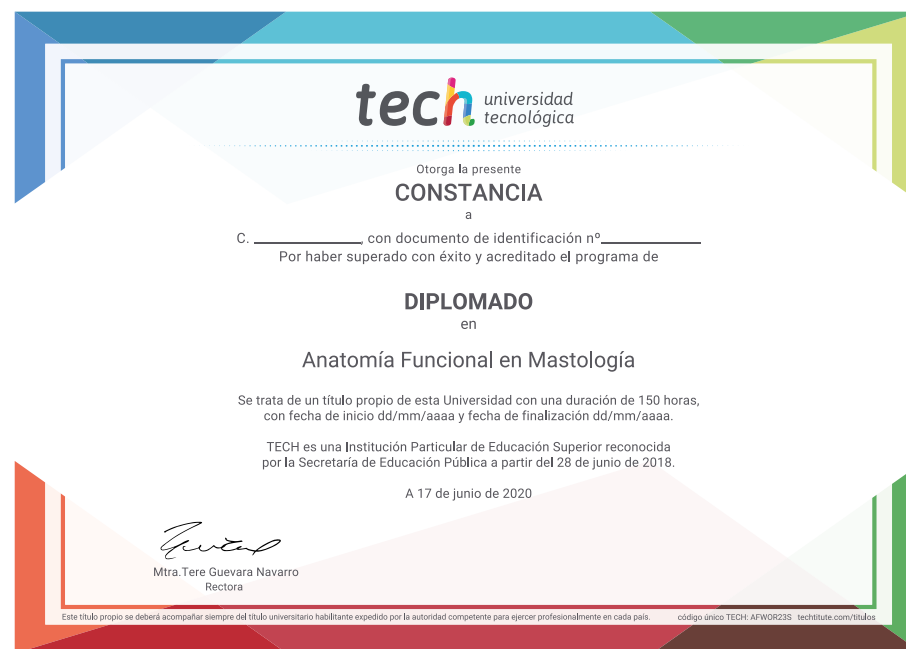 tech universidad
tecnológica
Otorga la presente
CONSTANCIA
a
C. ______________, con documento de identificación nº______________
Por haber superado con éxito y acreditado el programa de
DIPLOMADO
en
Anatomía Funcional en Mastología
Se trata de un título propio de esta Universidad con una duración de 150 horas,
con fecha de inicio dd/mm/aaaa y fecha de finalización dd/mm/aaaa.
TECH es una Institución Particular de Educación Superior reconocida
por la Secretaría de Educación Pública a partir del 28 de junio de 2018.
A 17 de junio de 2020
Mtra.Tere Guevara Navarro
Rectora
Este título propio se deberá acompañar siempre del título universitario habilitante expedido por la autoridad competente para ejercer profesionalmente en cada país. código único TECH: AFWOR23S techtitute.com/titulos